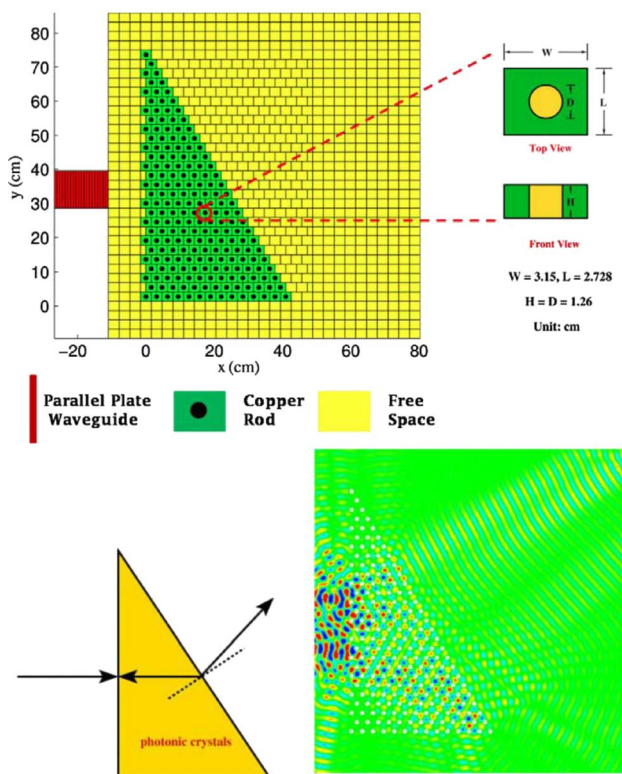 80
70
60
50
40
30
20
10
0
y (cm)
−20
0
20
40
60
80
x (cm)
W
D
L
Top View
H
Front View
W = 3.15, L = 2.728
H = D = 1.26
Unit: cm
Parallel Plate
Waveguide
Copper
Rod
Free
Space
photonic crystals